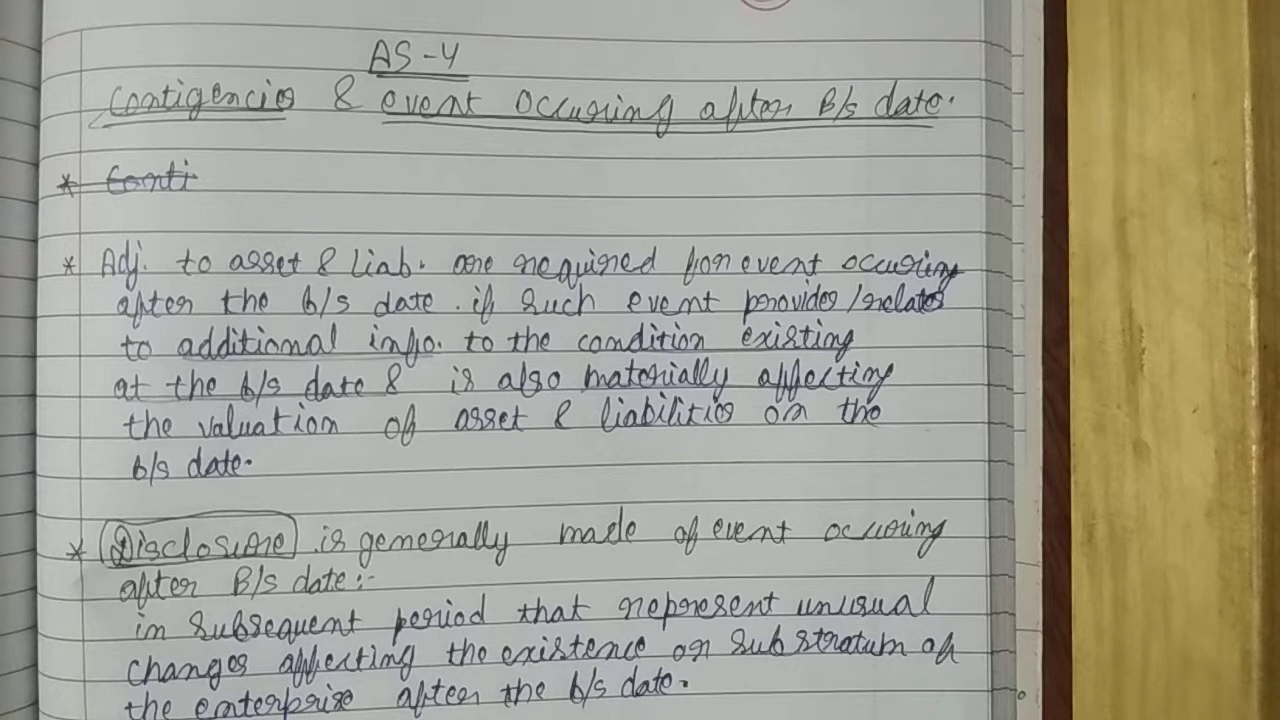 AS-4
Contigencies & event occuring after B/s date.
* Conti
* Adj. to asset & liab. are required for event occuring
after the b/s date. if such event provides/relates
to additional info. to the condition existing
at the b/s date & is also materially affecting
the valuation of asset & liabilities on the
b/s date.
* Disclosure is generally made of event occuring
after B/s date:-
in subsequent period that represent unusual
changes affecting the existence or substratum of
the enterprise after the b/s date.